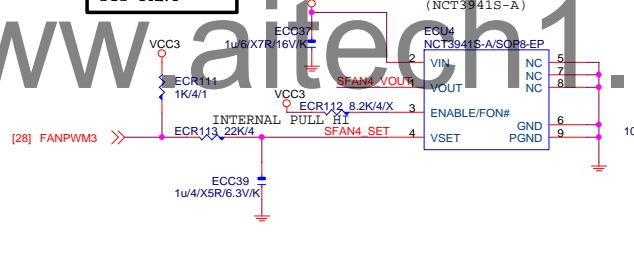 (NCT3941S-A)
ECC37
1u/6/X7R/16V/K
ECU4
NCT3941S-A/SOP8-EP
VCC3
www.aitech1.
ECR111
1K/4/1
SFAN4_VOUT
VCC3
ECR112 8.2K/4/X
INTERNAL PULL HI
[28] FANPWM3
ECR113 22K/4
SFAN4_SET
ECC39
1u/4/X5R/6.3V/K
2 VIN
1 VOUT
3 ENABLE/FON#
4 VSET
NC 5
NC 7
NC 8
GND 6
PGND 9
10